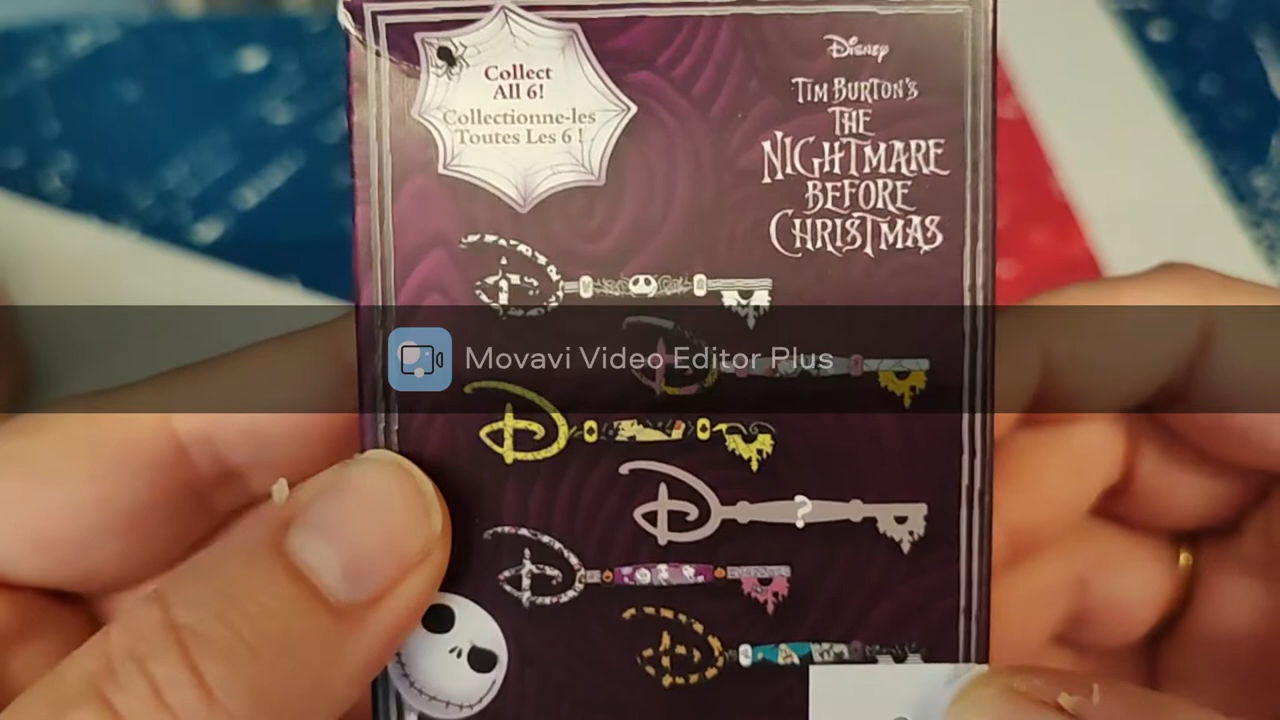 Collect
All 6!
Collectionne-les
Toutes Les 6 !
Disney
TIM BURTON'S
THE
NIGHTMARE
BEFORE
CHRISTMAS
Movavi Video Editor Plus
?